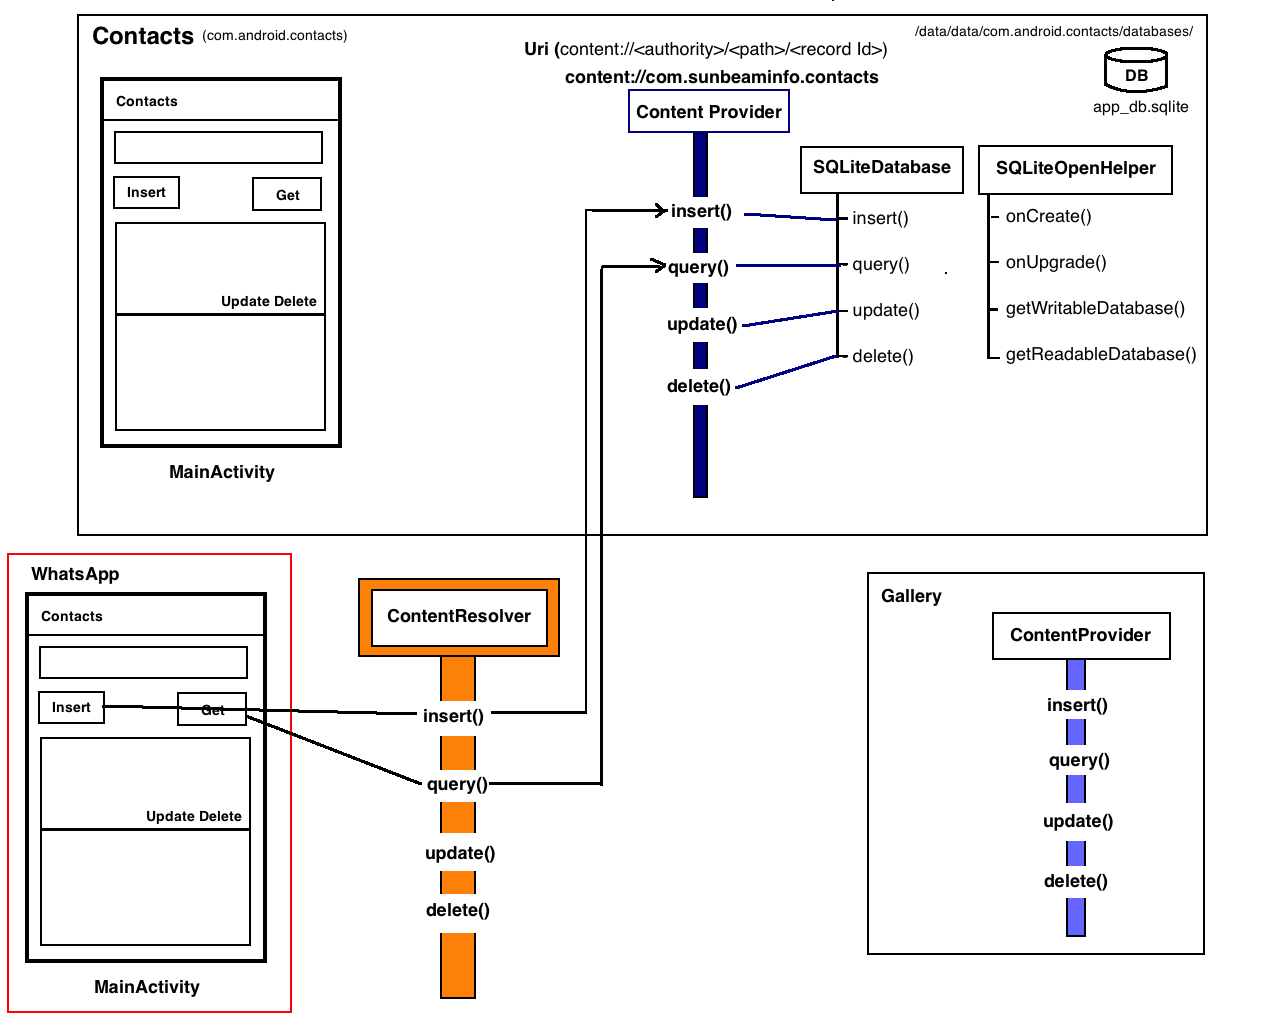 Contacts (com.android.contacts)
/data/data/com.android.contacts/databases/
Uri (content://<authority>/<path>/<record Id>)
content://com.sunbeaminfo.contacts
DB
app_db.sqlite
Contacts
Insert
Get
Update Delete
MainActivity
Content Provider
insert()
query()
update()
delete()
SQLiteDatabase
insert()
query()
update()
delete()
SQLiteOpenHelper
onCreate()
onUpgrade()
getWritableDatabase()
getReadableDatabase()
WhatsApp
Contacts
Insert
Get
Update Delete
MainActivity
ContentResolver
insert()
query()
update()
delete()
Gallery
ContentProvider
insert()
query()
update()
delete()